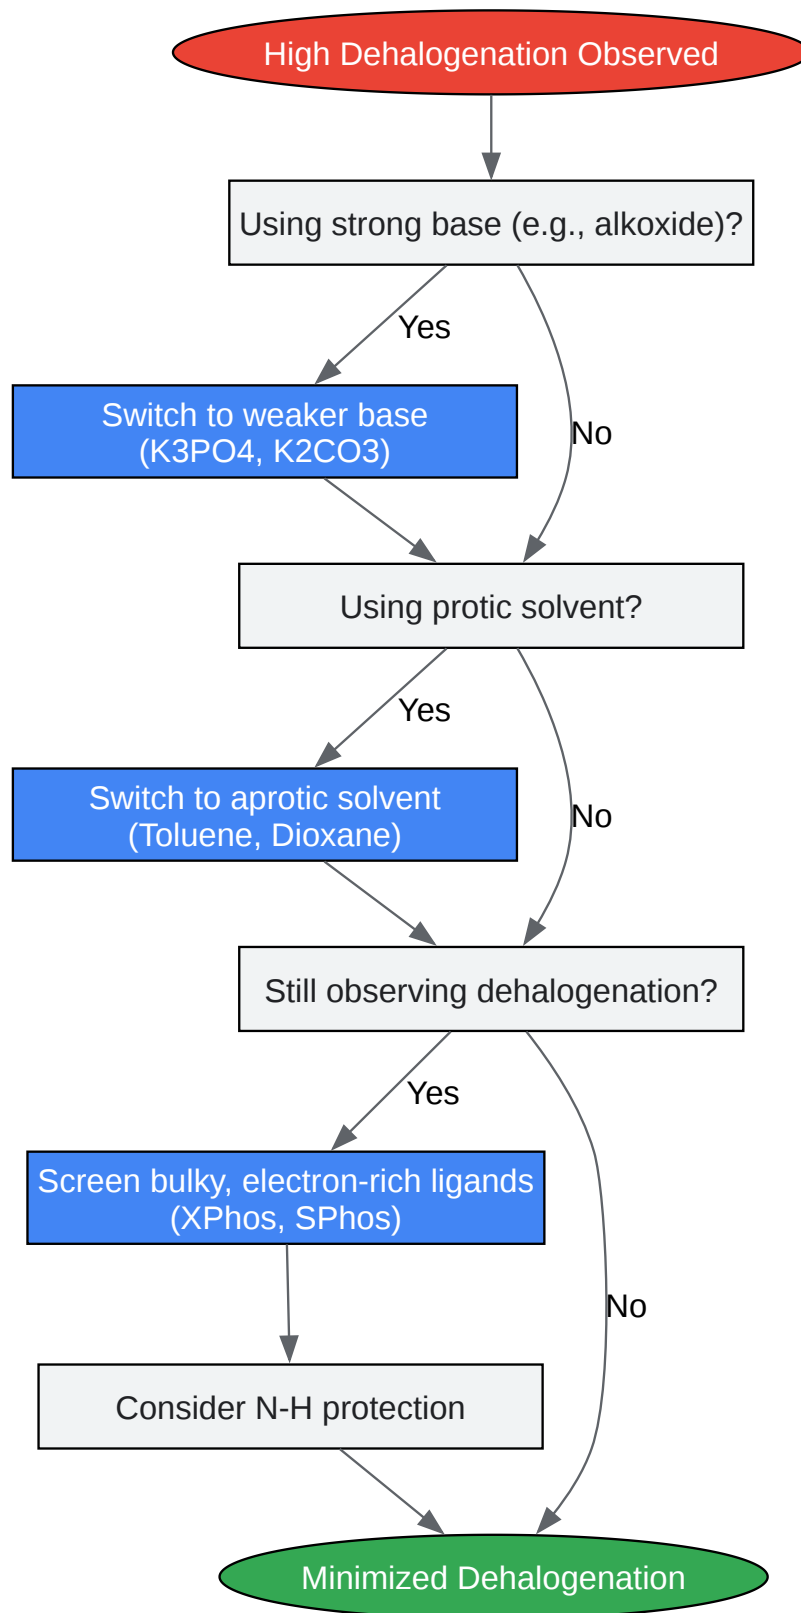 High Dehalogenation Observed
Using strong base (e.g., alkoxide)?
Yes
Switch to weaker base
(K3PO4, K2CO3)
No
Using protic solvent?
Yes
Switch to aprotic solvent
(Toluene, Dioxane)
No
Still observing dehalogenation?
Yes
Screen bulky, electron-rich ligands
(XPhos, SPhos)
No
Consider N-H protection
Minimized Dehalogenation